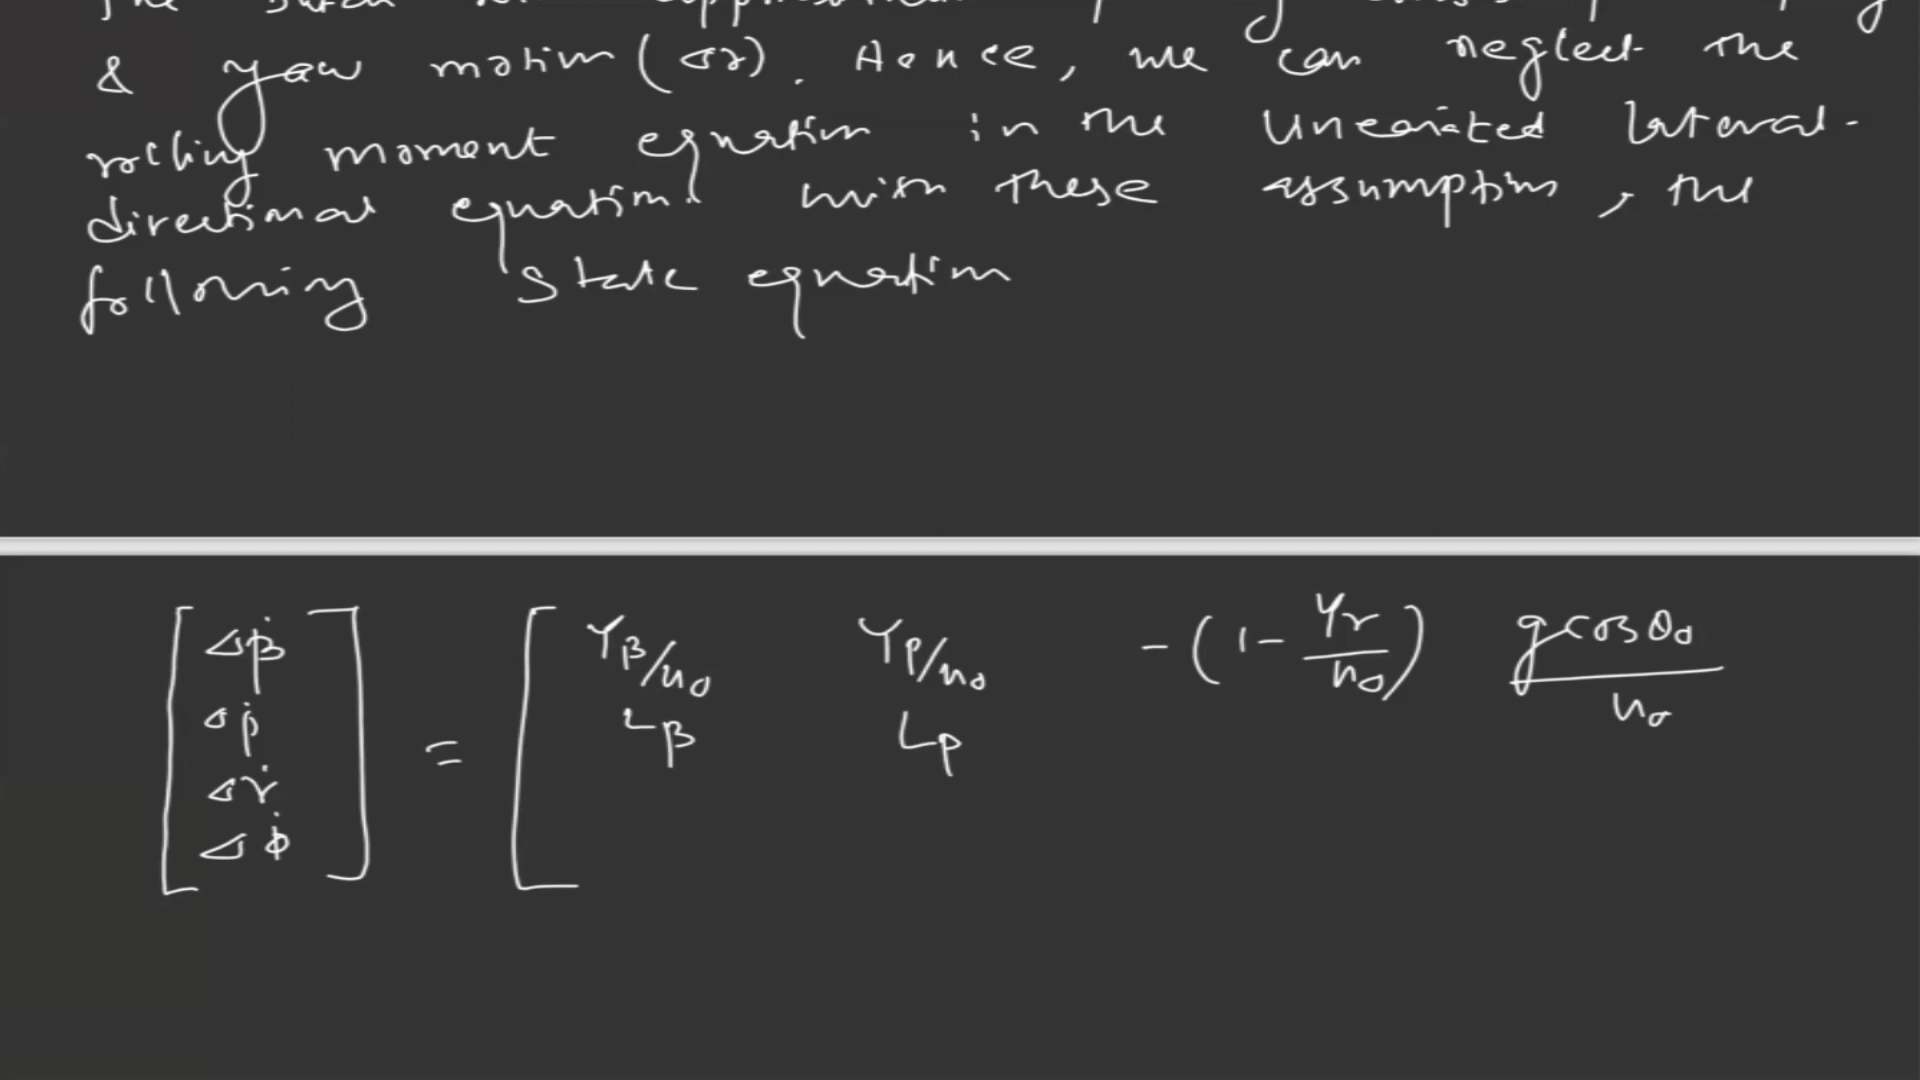 & yaw motion (Δr). Hence, we can neglect the
rolling moment equation in the uncoriated lateral-
directional equation. with these assumption, the
following state equation
[Δβ̇ Δṗ Δṙ Δφ̇] = [Yβ/u₀ Yp/u₀ -(1 - Yr/u₀) g cos θ₀/u₀
Lβ Lp